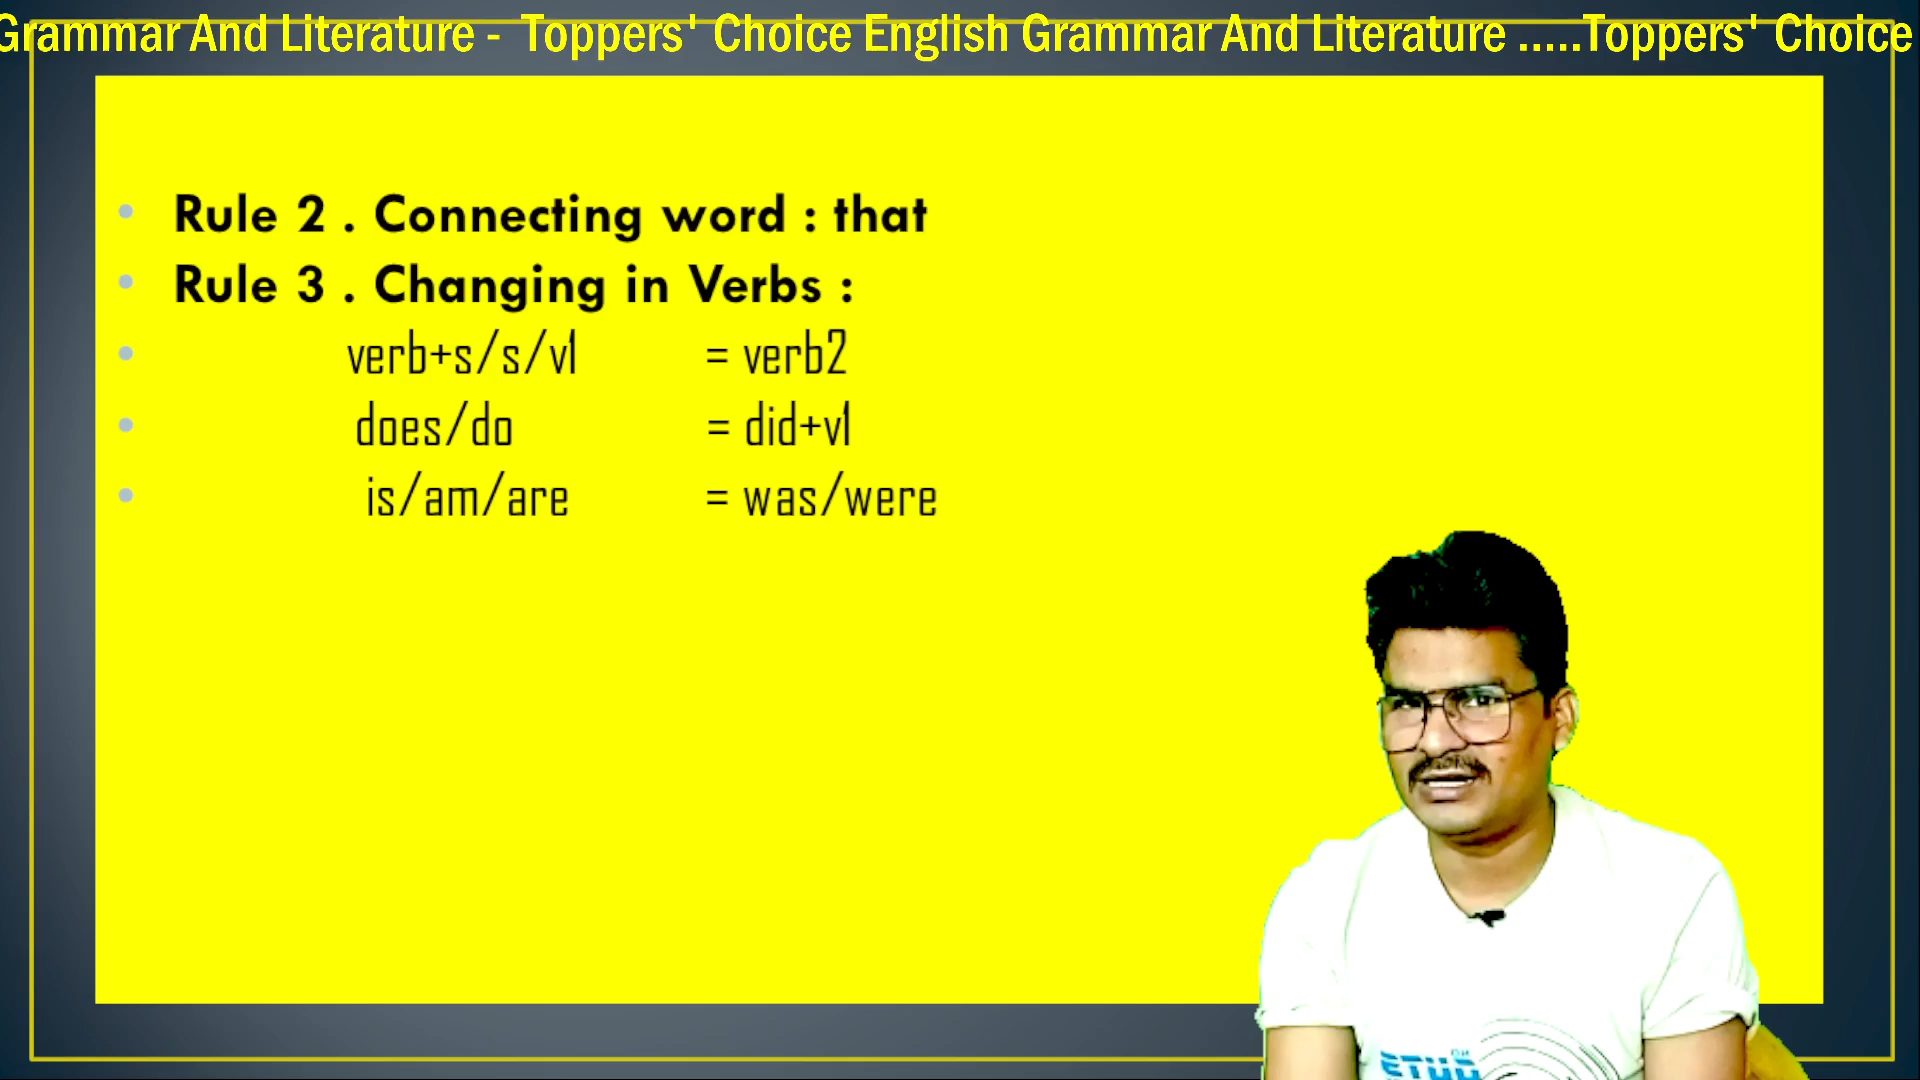 Grammar And Literature - Toppers' Choice English Grammar And Literature .....Toppers' Choice
• Rule 2 . Connecting word : that
• Rule 3 . Changing in Verbs :
• verb+s/s/v1 = verb2
• does/do = did+v1
• is/am/are = was/were